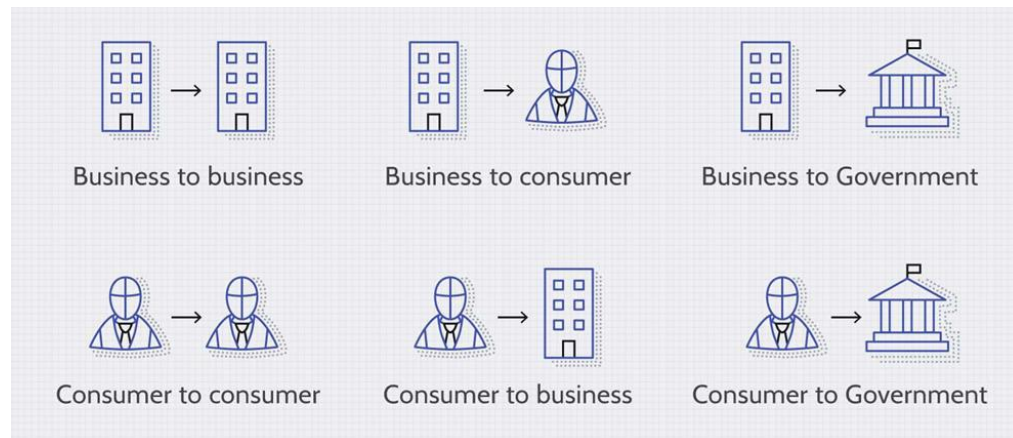 Business to business
Business to consumer
Business to Government
Consumer to consumer
Consumer to business
Consumer to Government